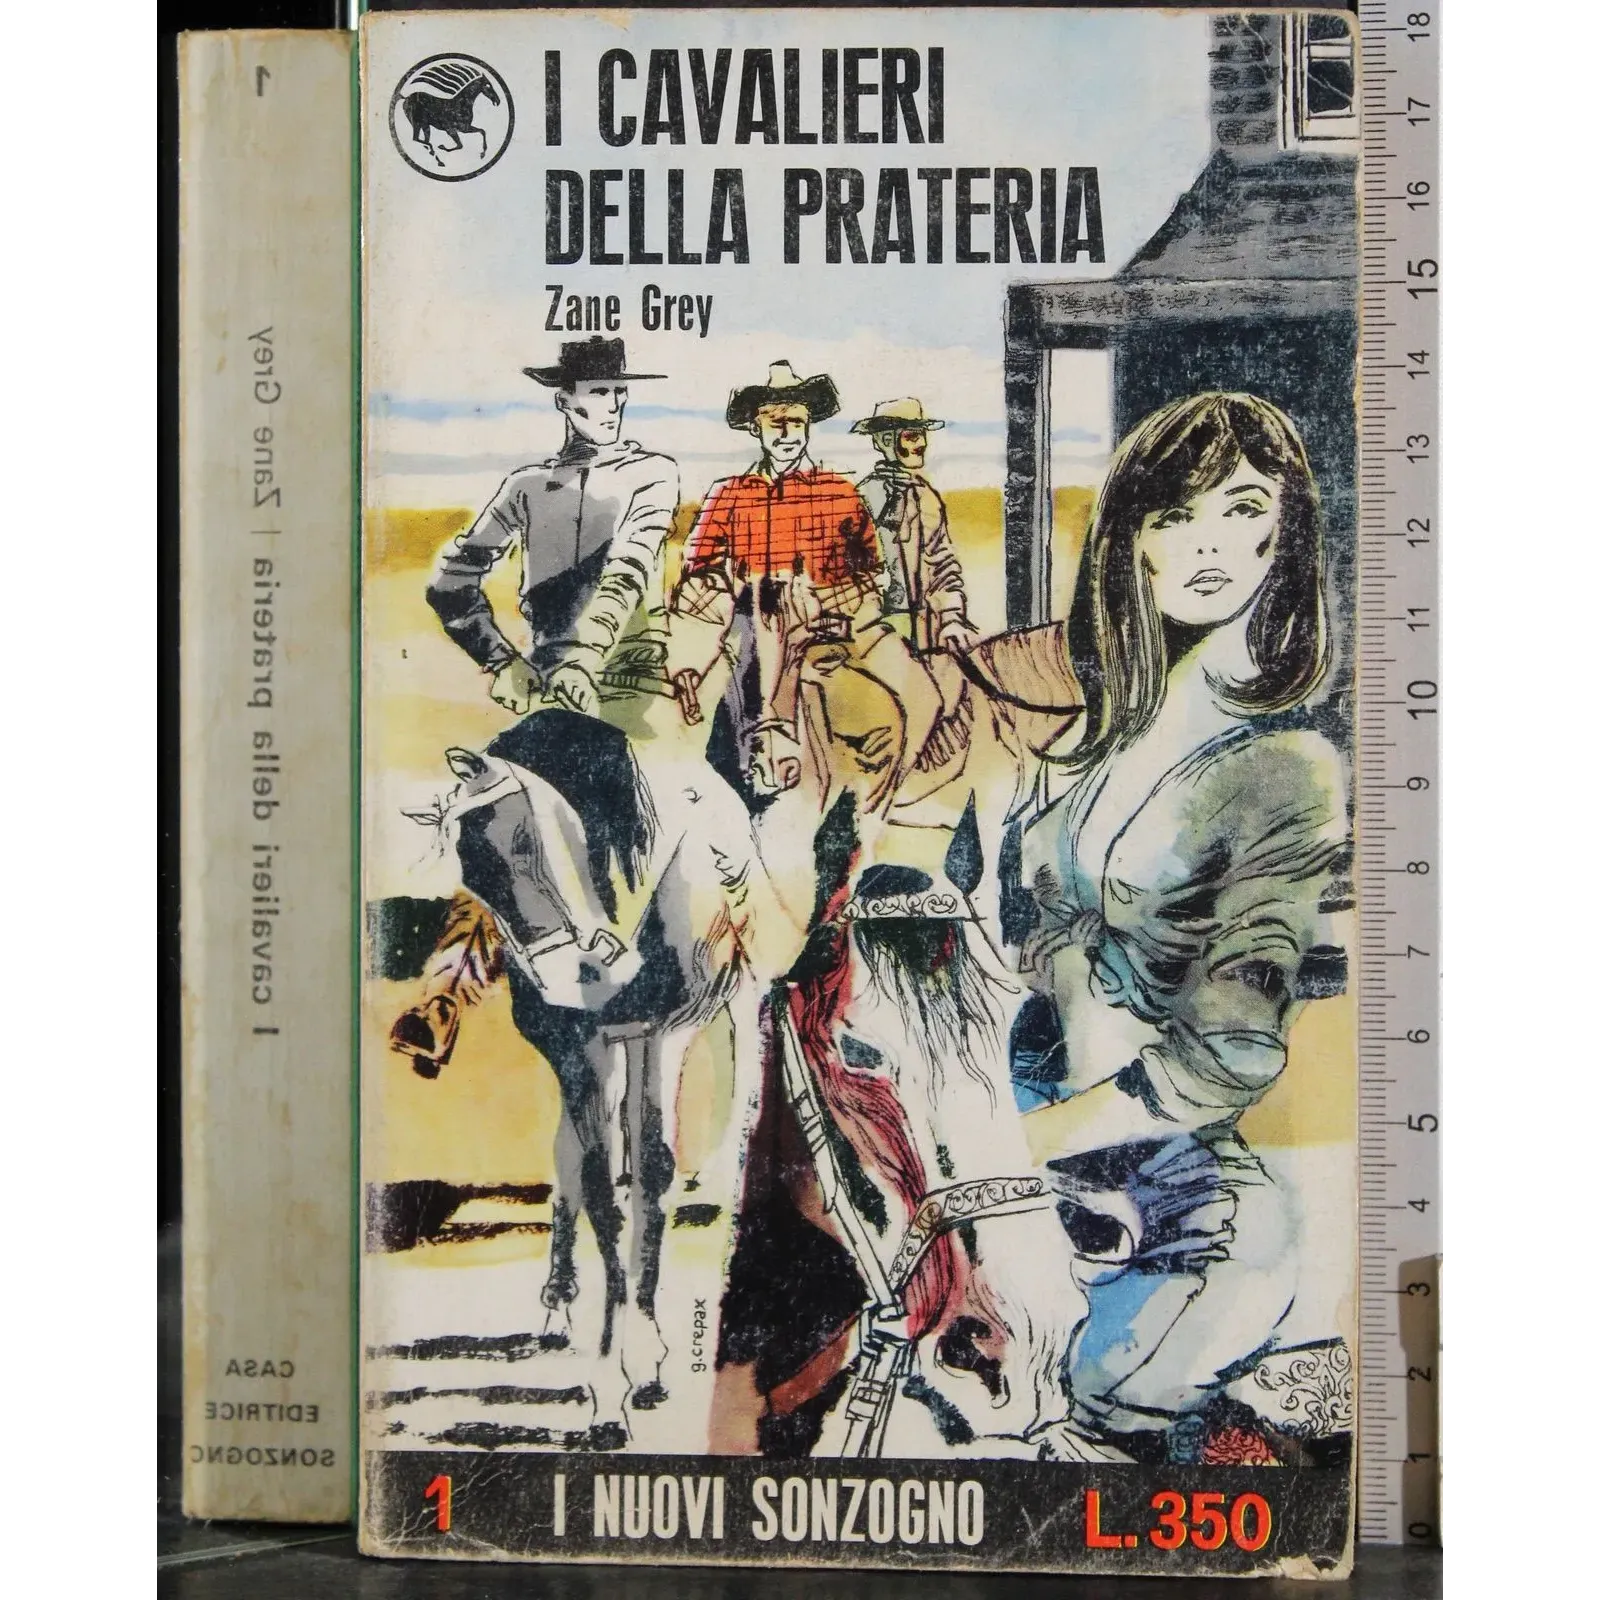 I CAVALIERI
DELLA PRATERIA
Zane Grey
g. crepax
1 I NUOVI SONZOGNO L. 350
1
I cavalieri della prateria | Zane Grey
CASA
EDITRICE
SONZOGNO
18
17
16
15
14
13
12
11
10
9
8
7
6
5
4
3
2
1
0